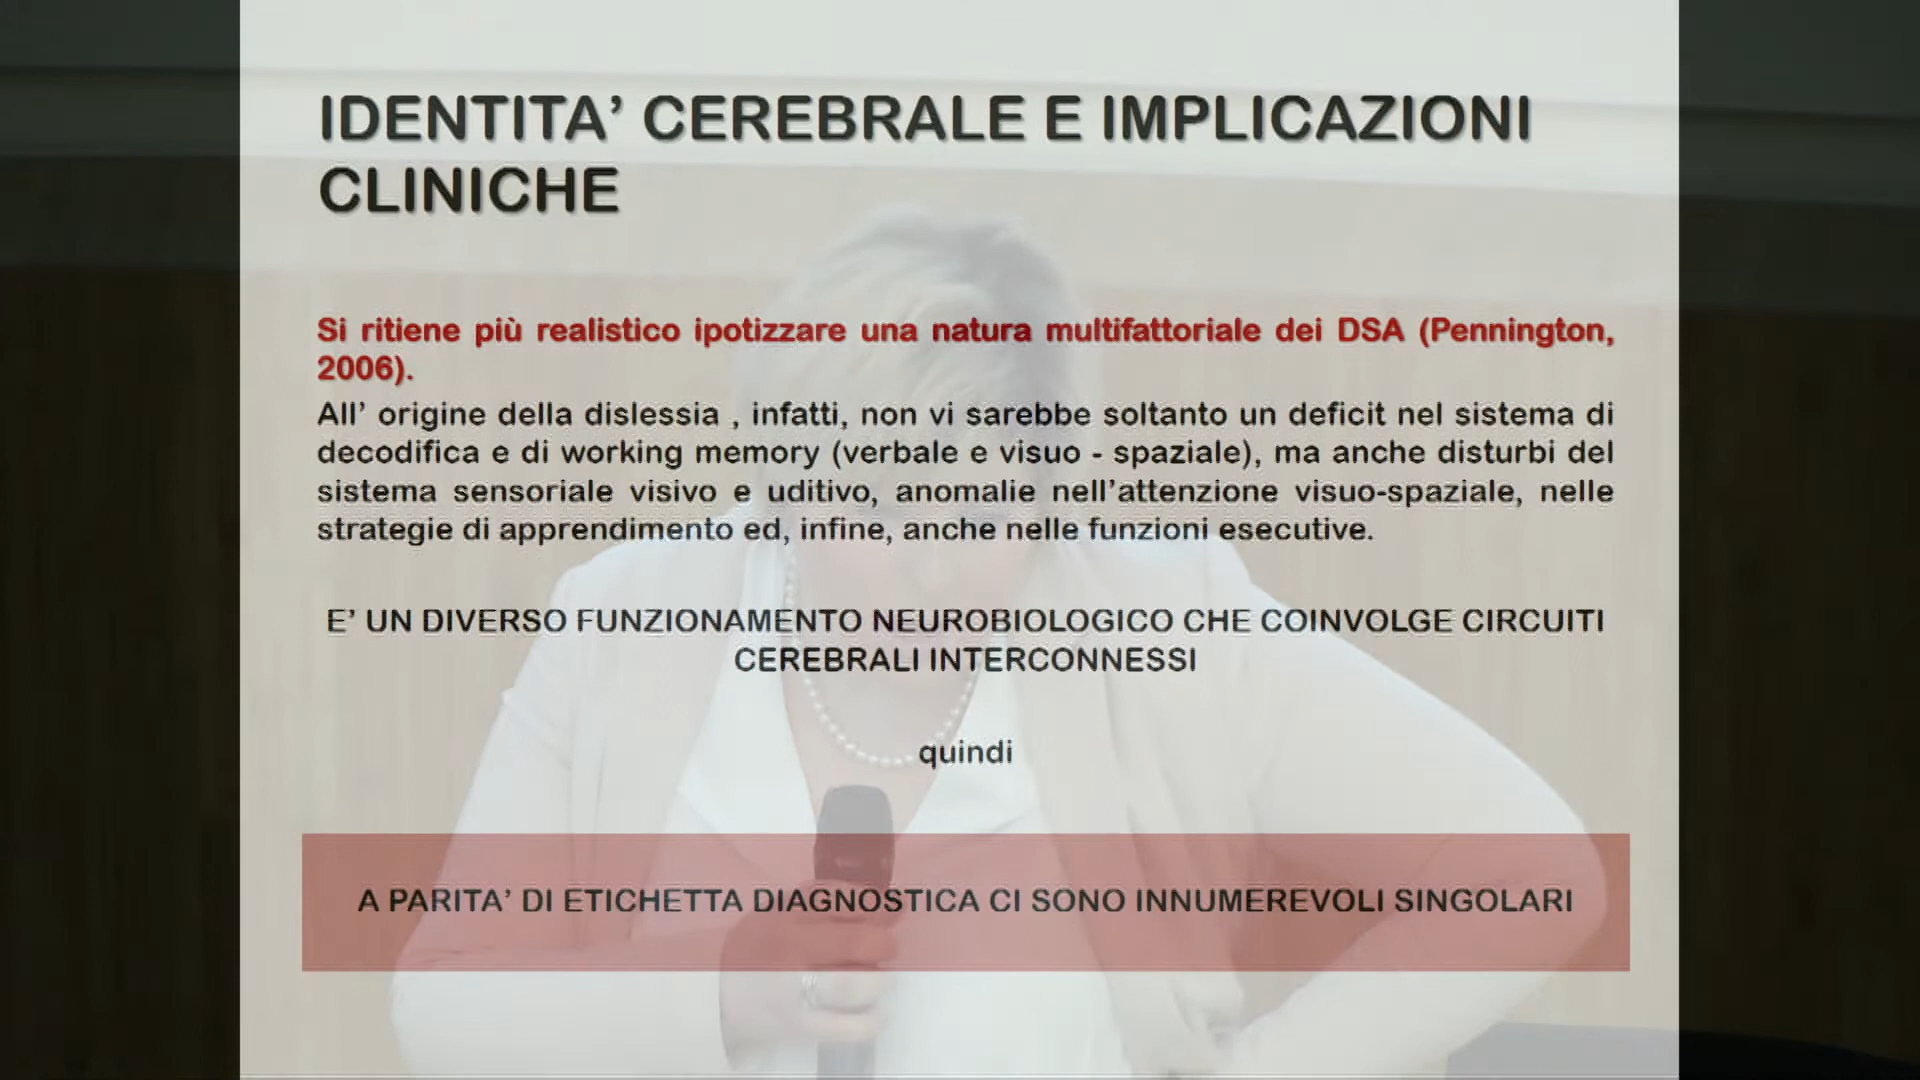 IDENTITA’ CEREBRALE E IMPLICAZIONI
CLINICHE
Si ritiene più realistico ipotizzare una natura multifattoriale dei DSA (Pennington,
2006).
All’ origine della dislessia , infatti, non vi sarebbe soltanto un deficit nel sistema di
decodifica e di working memory (verbale e visuo - spaziale), ma anche disturbi del
sistema sensoriale visivo e uditivo, anomalie nell’attenzione visuo-spaziale, nelle
strategie di apprendimento ed, infine, anche nelle funzioni esecutive.
E’ UN DIVERSO FUNZIONAMENTO NEUROBIOLOGICO CHE COINVOLGE CIRCUITI
CEREBRALI INTERCONNESSI
quindi
A PARITA’ DI ETICHETTA DIAGNOSTICA CI SONO INNUMEREVOLI SINGOLARI